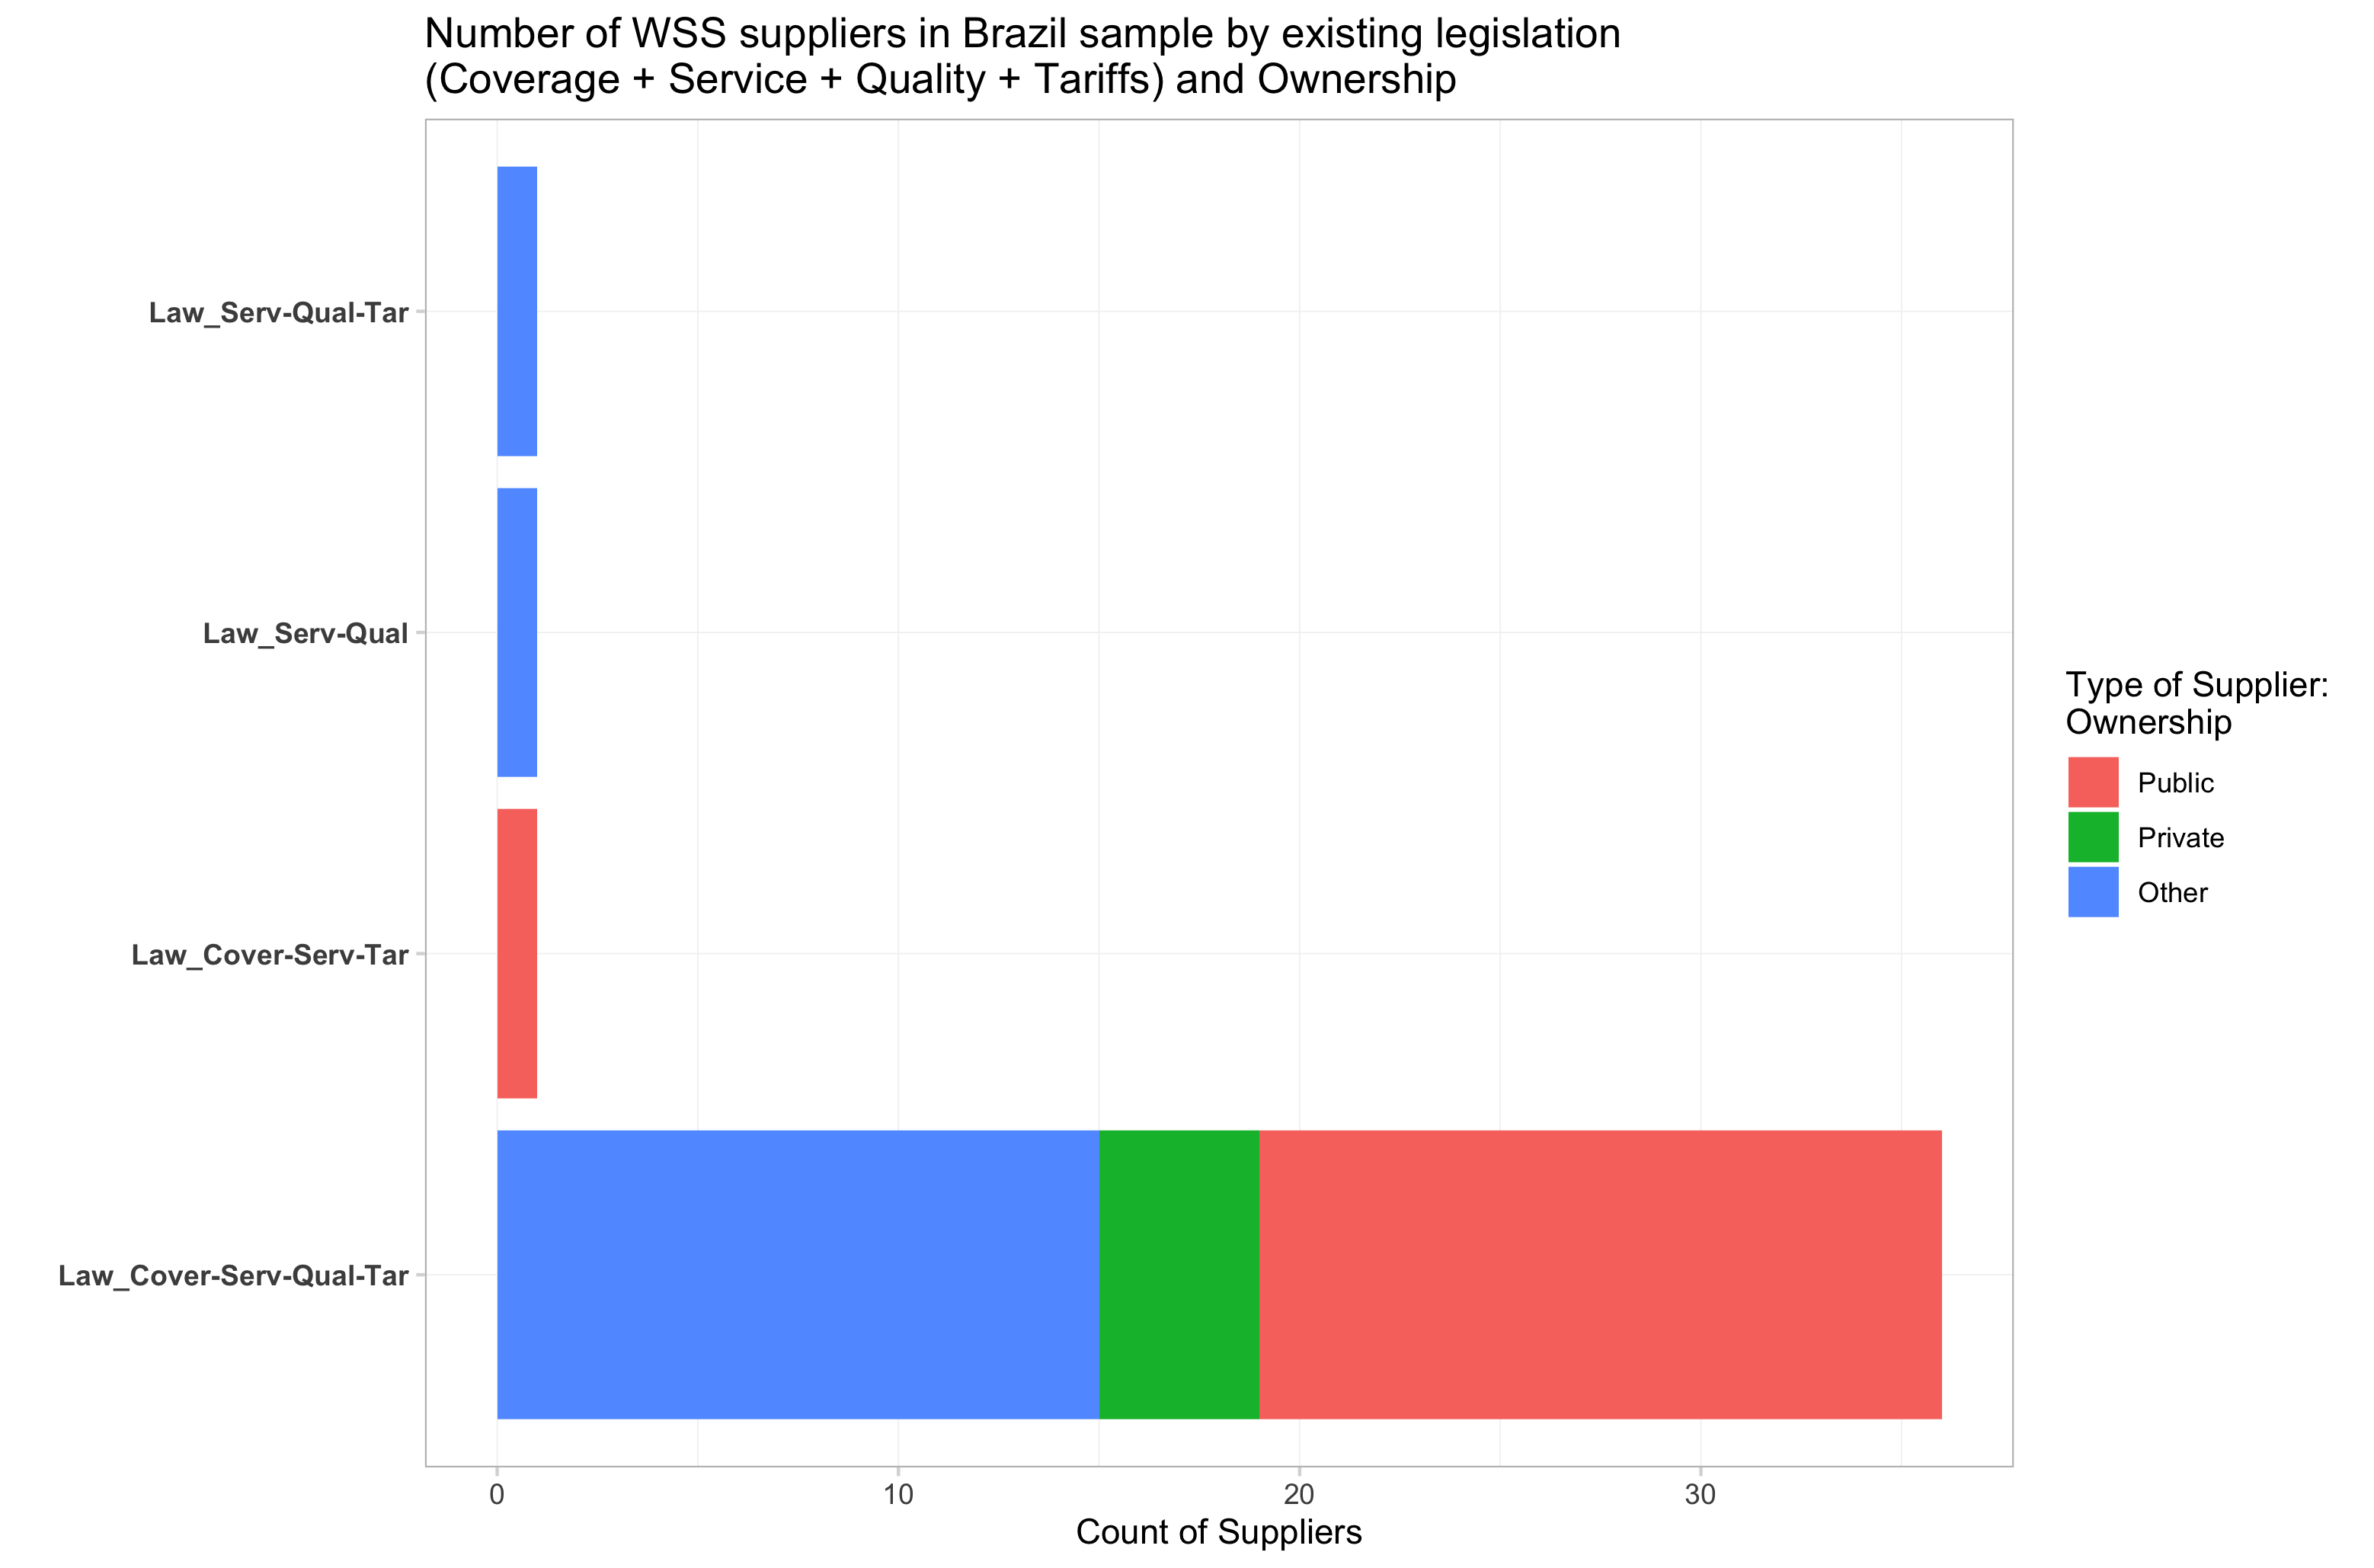 Number of WSS suppliers in Brazil sample by existing legislation
(Coverage + Service + Quality + Tariffs) and Ownership
Law_Serv-Qual-Tar
Law_Serv-Qual
Law_Cover-Serv-Tar
Law_Cover-Serv-Qual-Tar
0
10
20
30
Count of Suppliers
Type of Supplier:
Ownership
Public
Private
Other